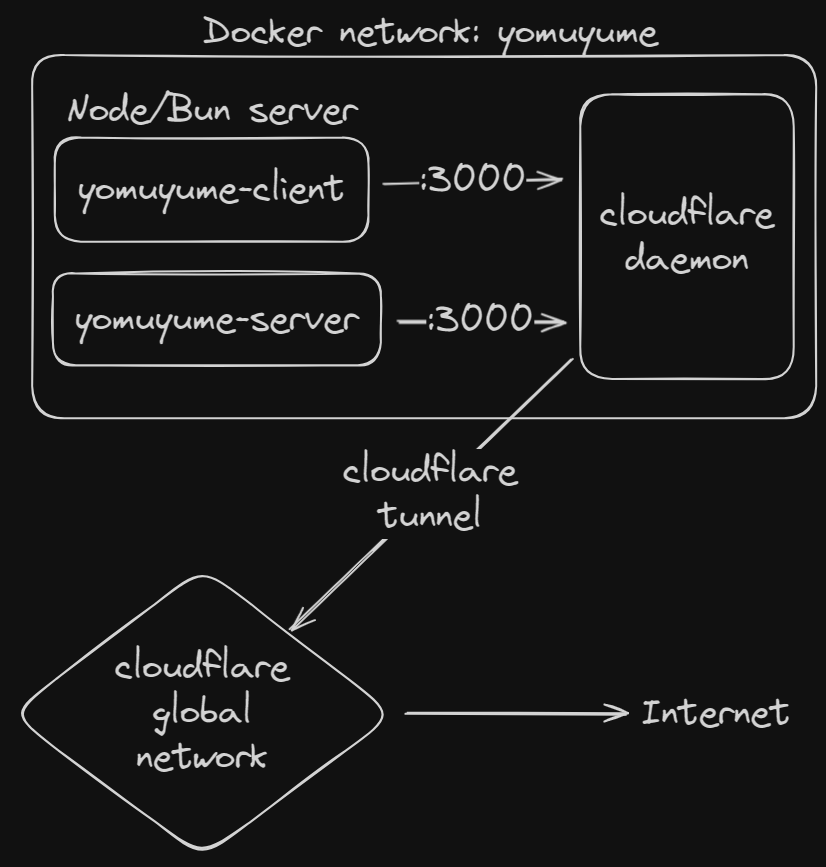 Docker network: yomuyume
Node/Bun server
yomuyume-client
:3000
cloudflare
daemon
yomuyume-server
:3000
cloudflare
tunnel
cloudflare
global
network
Internet